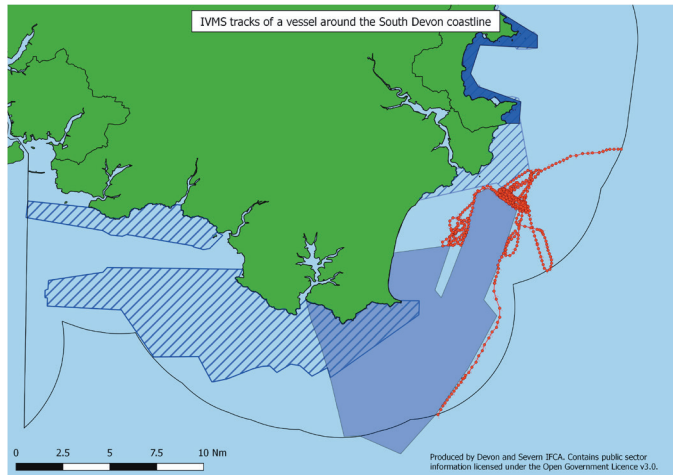 IVMS tracks of a vessel around the South Devon coastline
0 2.5 5 7.5 10 Nm
Produced by Devon and Severn IFCA. Contains public sector
information licensed under the Open Government Licence v3.0.